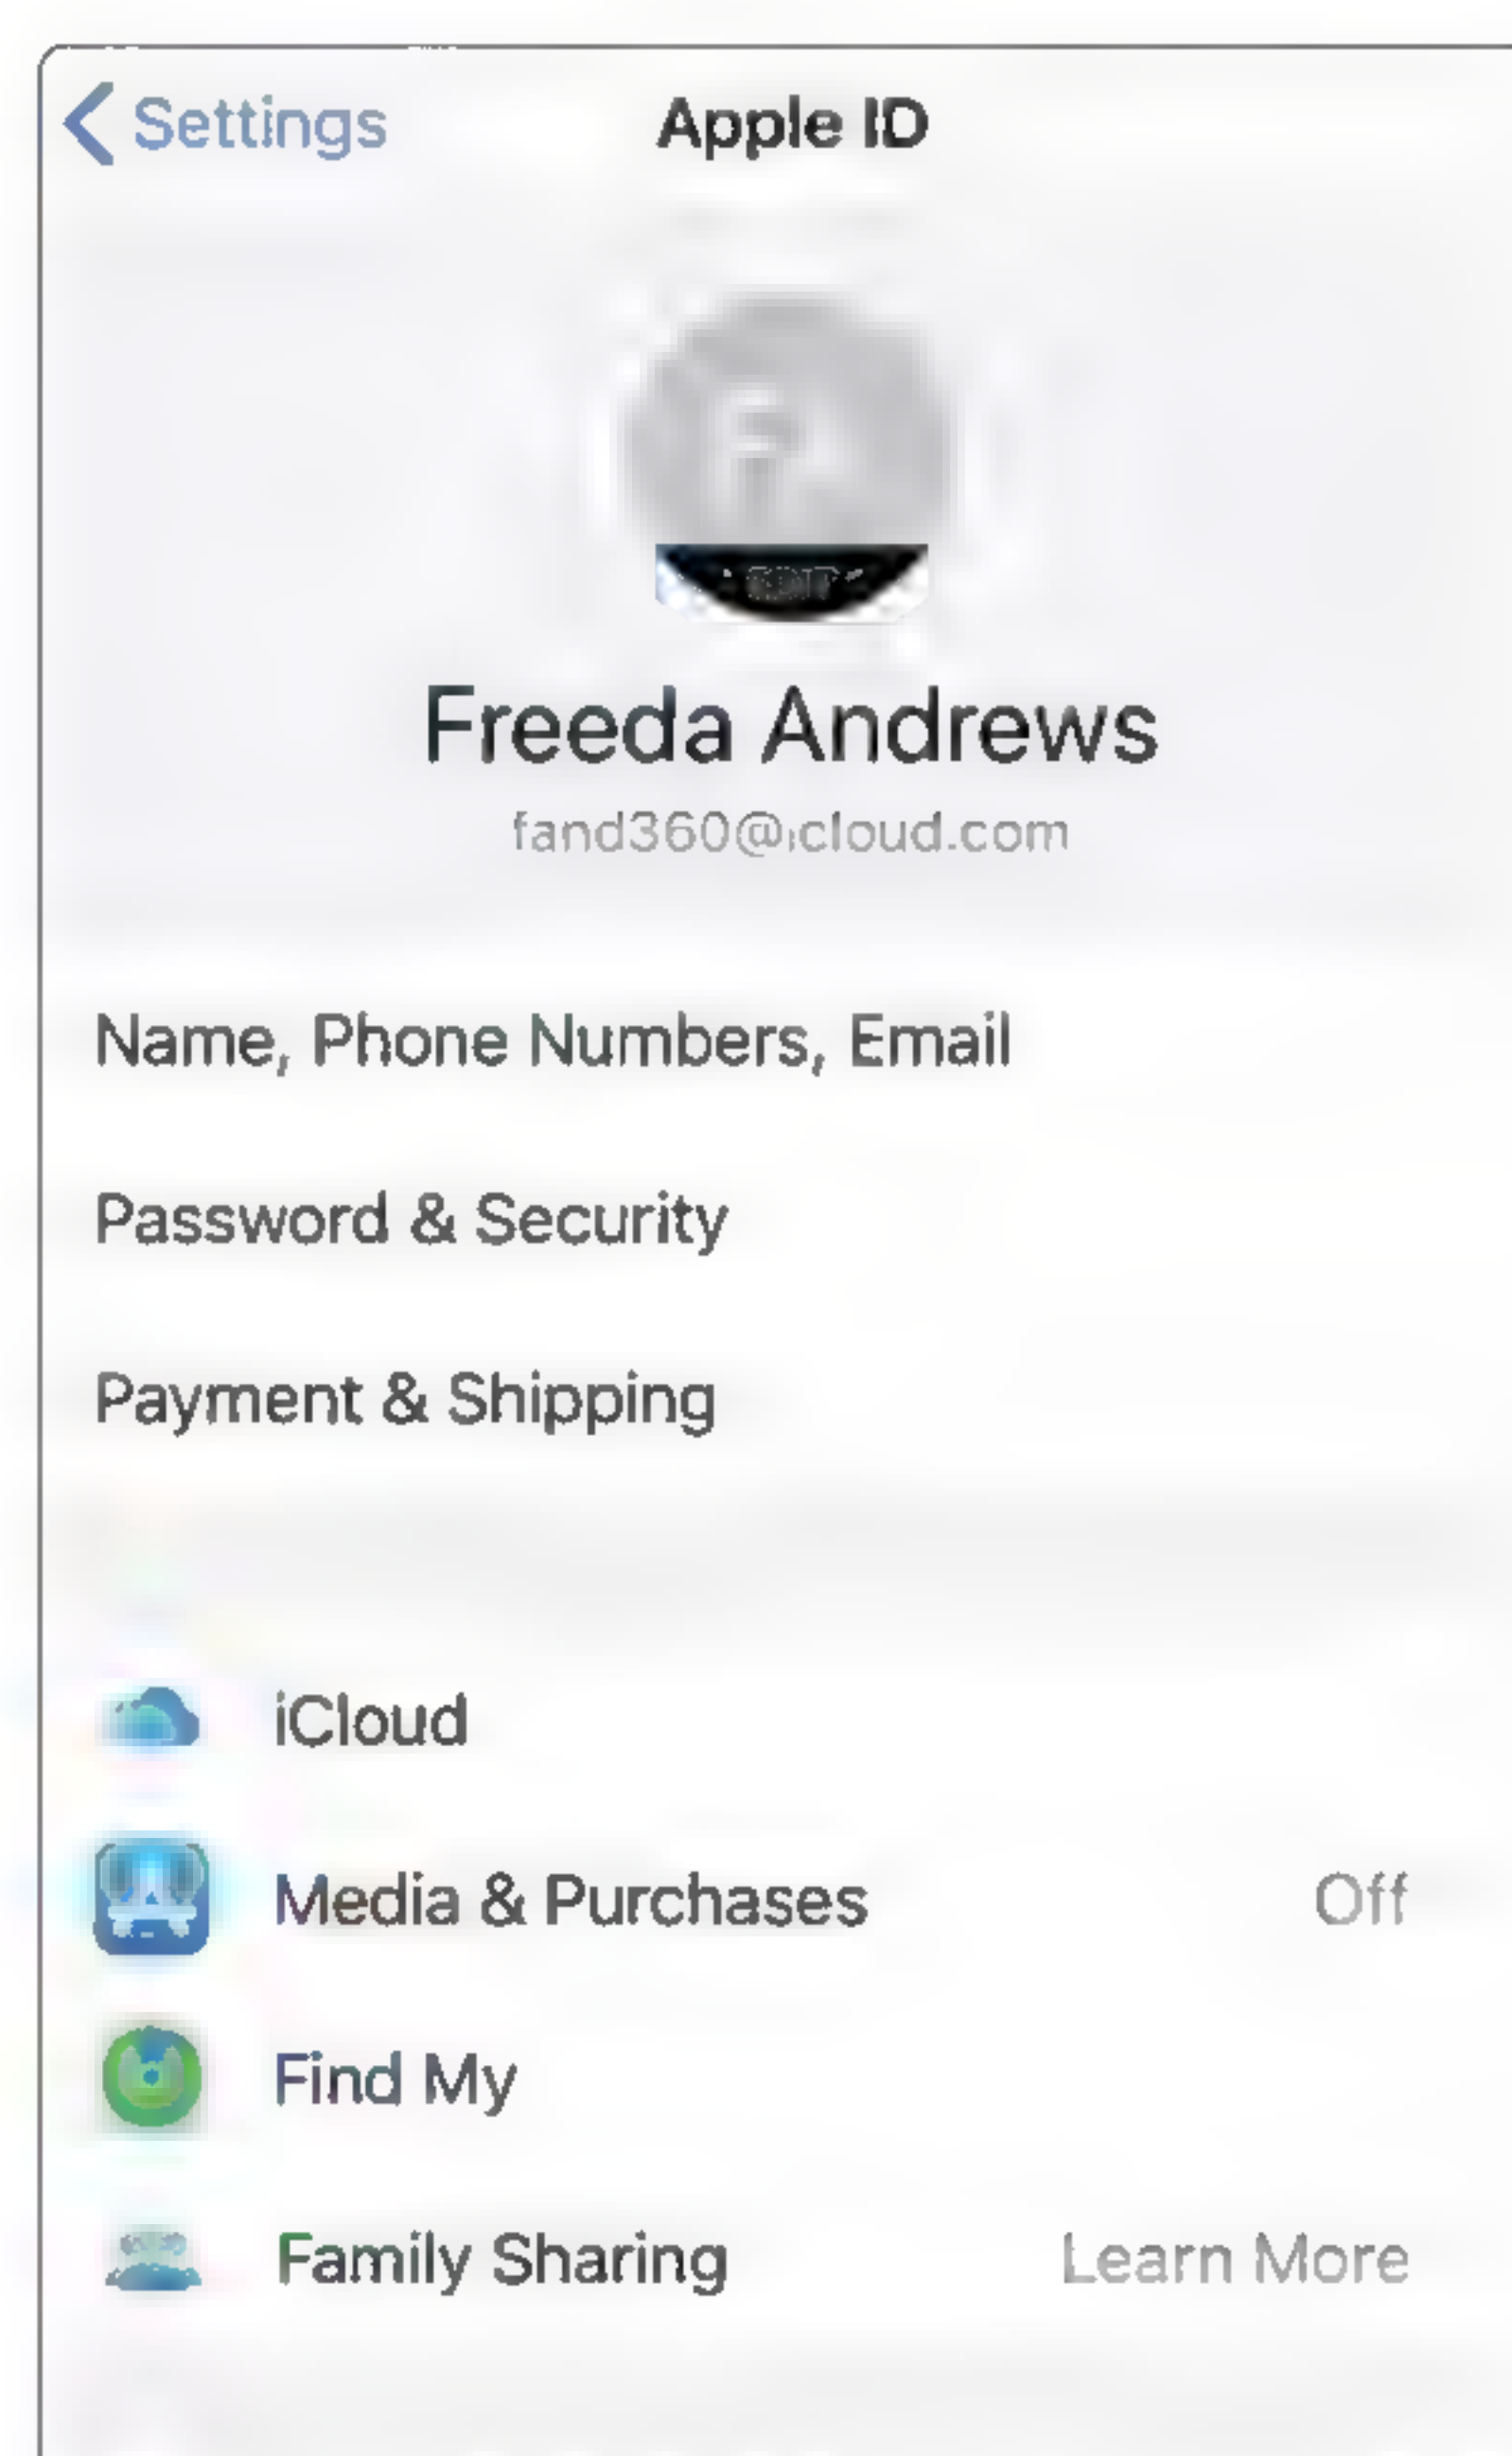 Settings
Apple ID
Freeda Andrews
fand360@icloud.com
Name, Phone Numbers, Email
Password & Security
Payment & Shipping
iCloud
Media & Purchases Off
Find My
Family Sharing Learn More